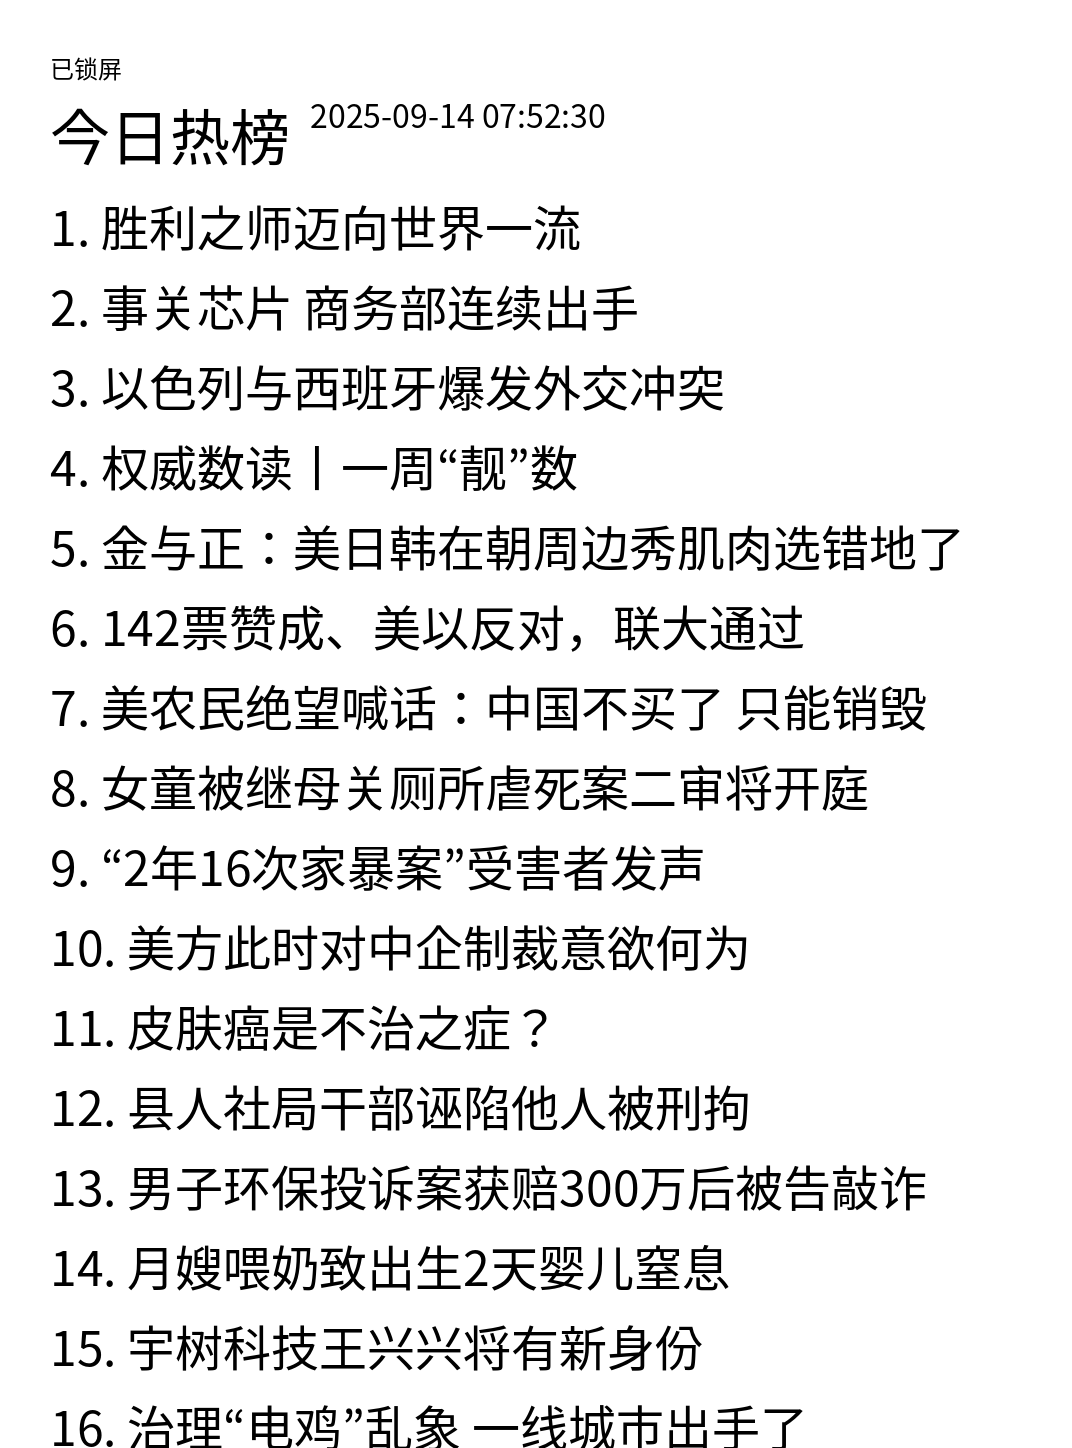 已锁屏
今日热榜 2025-09-14 07:52:30
1. 胜利之师迈向世界一流
2. 事关芯片 商务部连续出手
3. 以色列与西班牙爆发外交冲突
4. 权威数读丨一周“靓”数
5. 金与正：美日韩在朝周边秀肌肉选错地了
6. 142票赞成、美以反对，联大通过
7. 美农民绝望喊话：中国不买了 只能销毁
8. 女童被继母关厕所虐死案二审将开庭
9. “2年16次家暴案”受害者发声
10. 美方此时对中企制裁意欲何为
11. 皮肤癌是不治之症？
12. 县人社局干部诬陷他人被刑拘
13. 男子环保投诉案获赔300万后被告敲诈
14. 月嫂喂奶致出生2天婴儿窒息
15. 宇树科技王兴兴将有新身份
16. 治理“电鸡”乱象 一线城市出手了